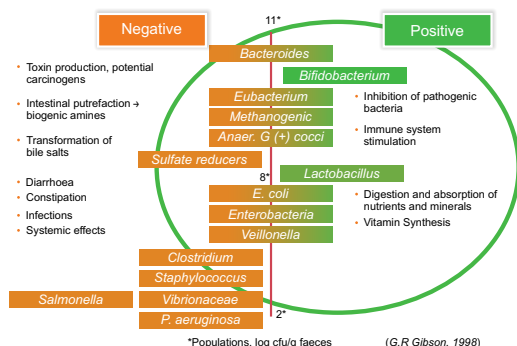 Negative
11*
Positive
Bacteroides
• Toxin production, potential
carcinogens
Bifidobacterium
• Intestinal putrefaction →
biogenic amines
Eubacterium
• Inhibition of pathogenic
bacteria
Methanogenic
• Transformation of
bile salts
Anaer. G (+) cocci
• Immune system
stimulation
Sulfate reducers
8*
Lactobacillus
• Diarrhoea
• Constipation
E. coli
• Digestion and absorption of
nutrients and minerals
• Infections
Enterobacteria
• Vitamin Synthesis
• Systemic effects
Veillonella
Clostridium
Staphylococcus
Salmonella
Vibrionaceae
P. aeruginosa
2*
*Populations, log cfu/g faeces
(G.R Gibson, 1998)